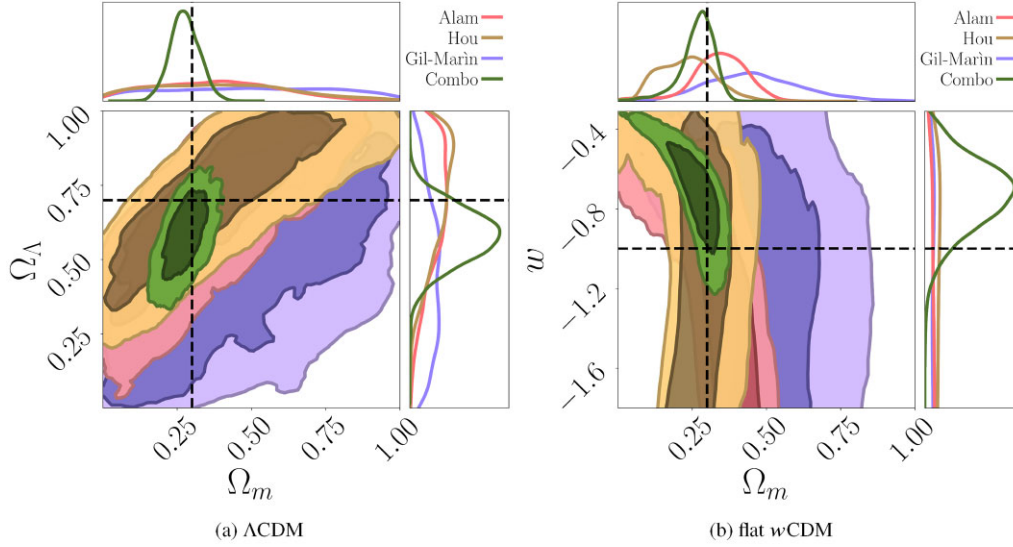 Alam
Hou
Gil-Marìn
Combo
1.00
0.75
0.50
0.25
Ω_Λ
0.25
0.50
0.75
1.00
Ω_m
(a) ΛCDM
Alam
Hou
Gil-Marìn
Combo
−0.4
−0.8
−1.2
−1.6
w
0.25
0.50
0.75
1.00
Ω_m
(b) flat wCDM